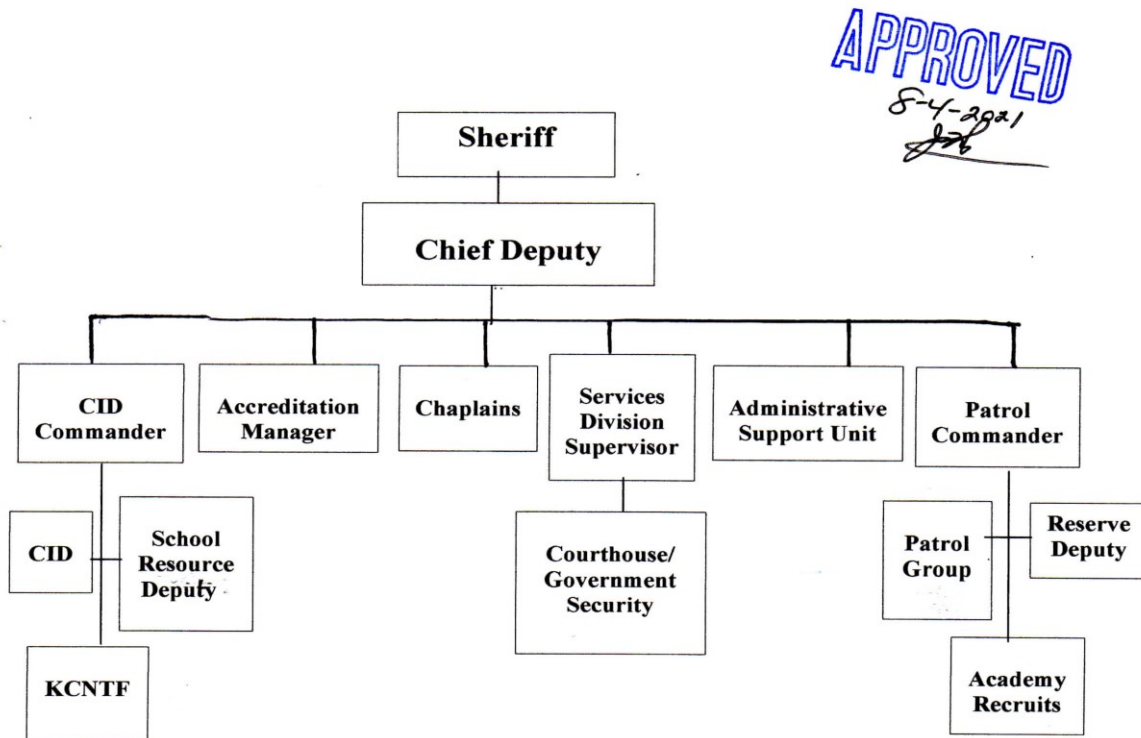 APPROVED
8-4-2021
Sheriff
Chief Deputy
CID
Commander
Accreditation
Manager
Chaplains
Services
Division
Supervisor
Administrative
Support Unit
Patrol
Commander
CID
School
Resource
Deputy
Courthouse/
Government
Security
Patrol
Group
Reserve
Deputy
KCNTF
Academy
Recruits